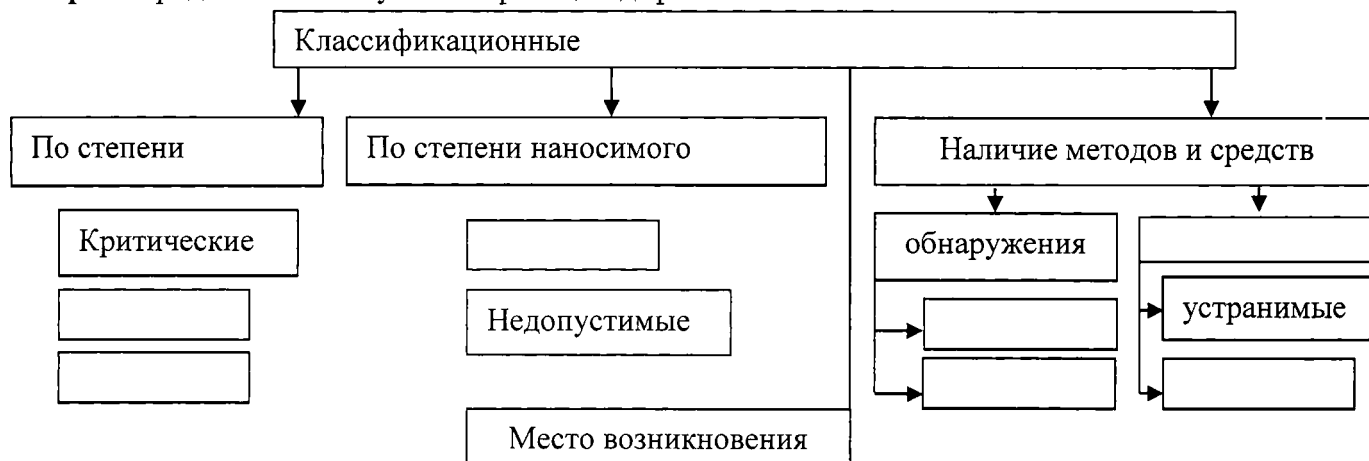 Классификационные
По степени
По степени наносимого
Наличие методов и средств
Критические
обнаружения
Недопустимые
устранимые
Место возникновения